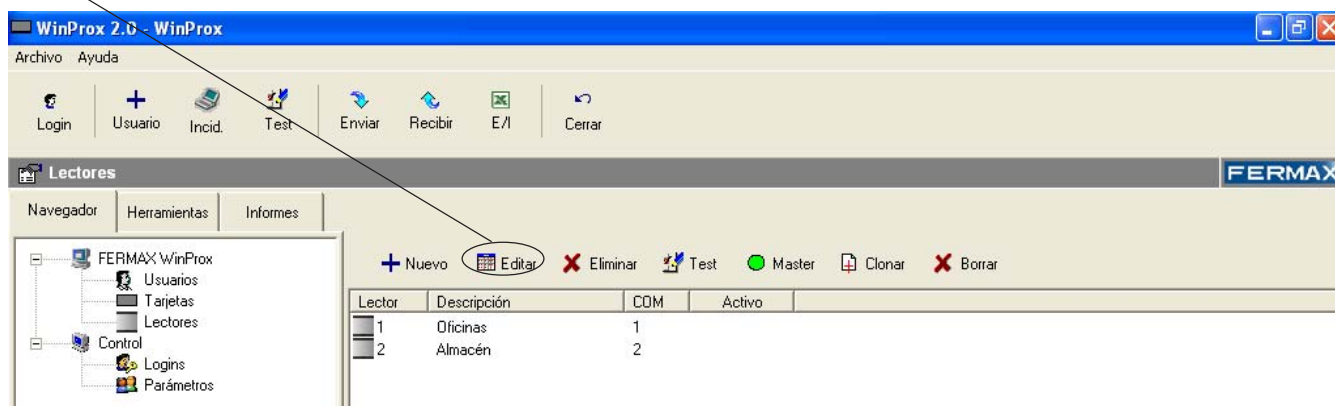 WinProx 2.0 - WinProx
Archivo Ayuda
Login Usuario Incid. Test Enviar Recibir E/I Cerrar
Lectores FERMAX
Navegador Herramientas Informes
FERMAX WinProx
Usuarios
Tarjetas
Lectores
Control
Logins
Parámetros
Nuevo Editar Eliminar Test Master Clonar Borrar
Lector Descripción COM Activo
1 Oficinas 1
2 Almacén 2